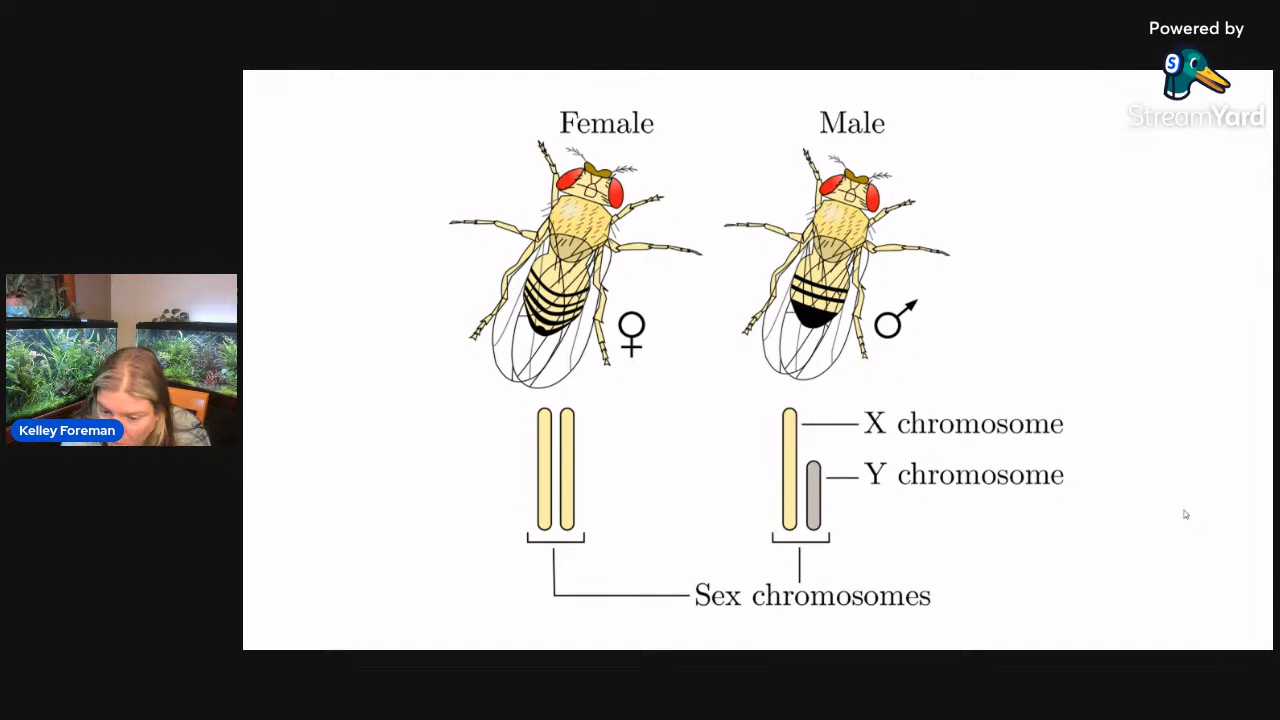 Powered by
StreamYard
Female
Male
X chromosome
Y chromosome
Sex chromosomes
Kelley Foreman